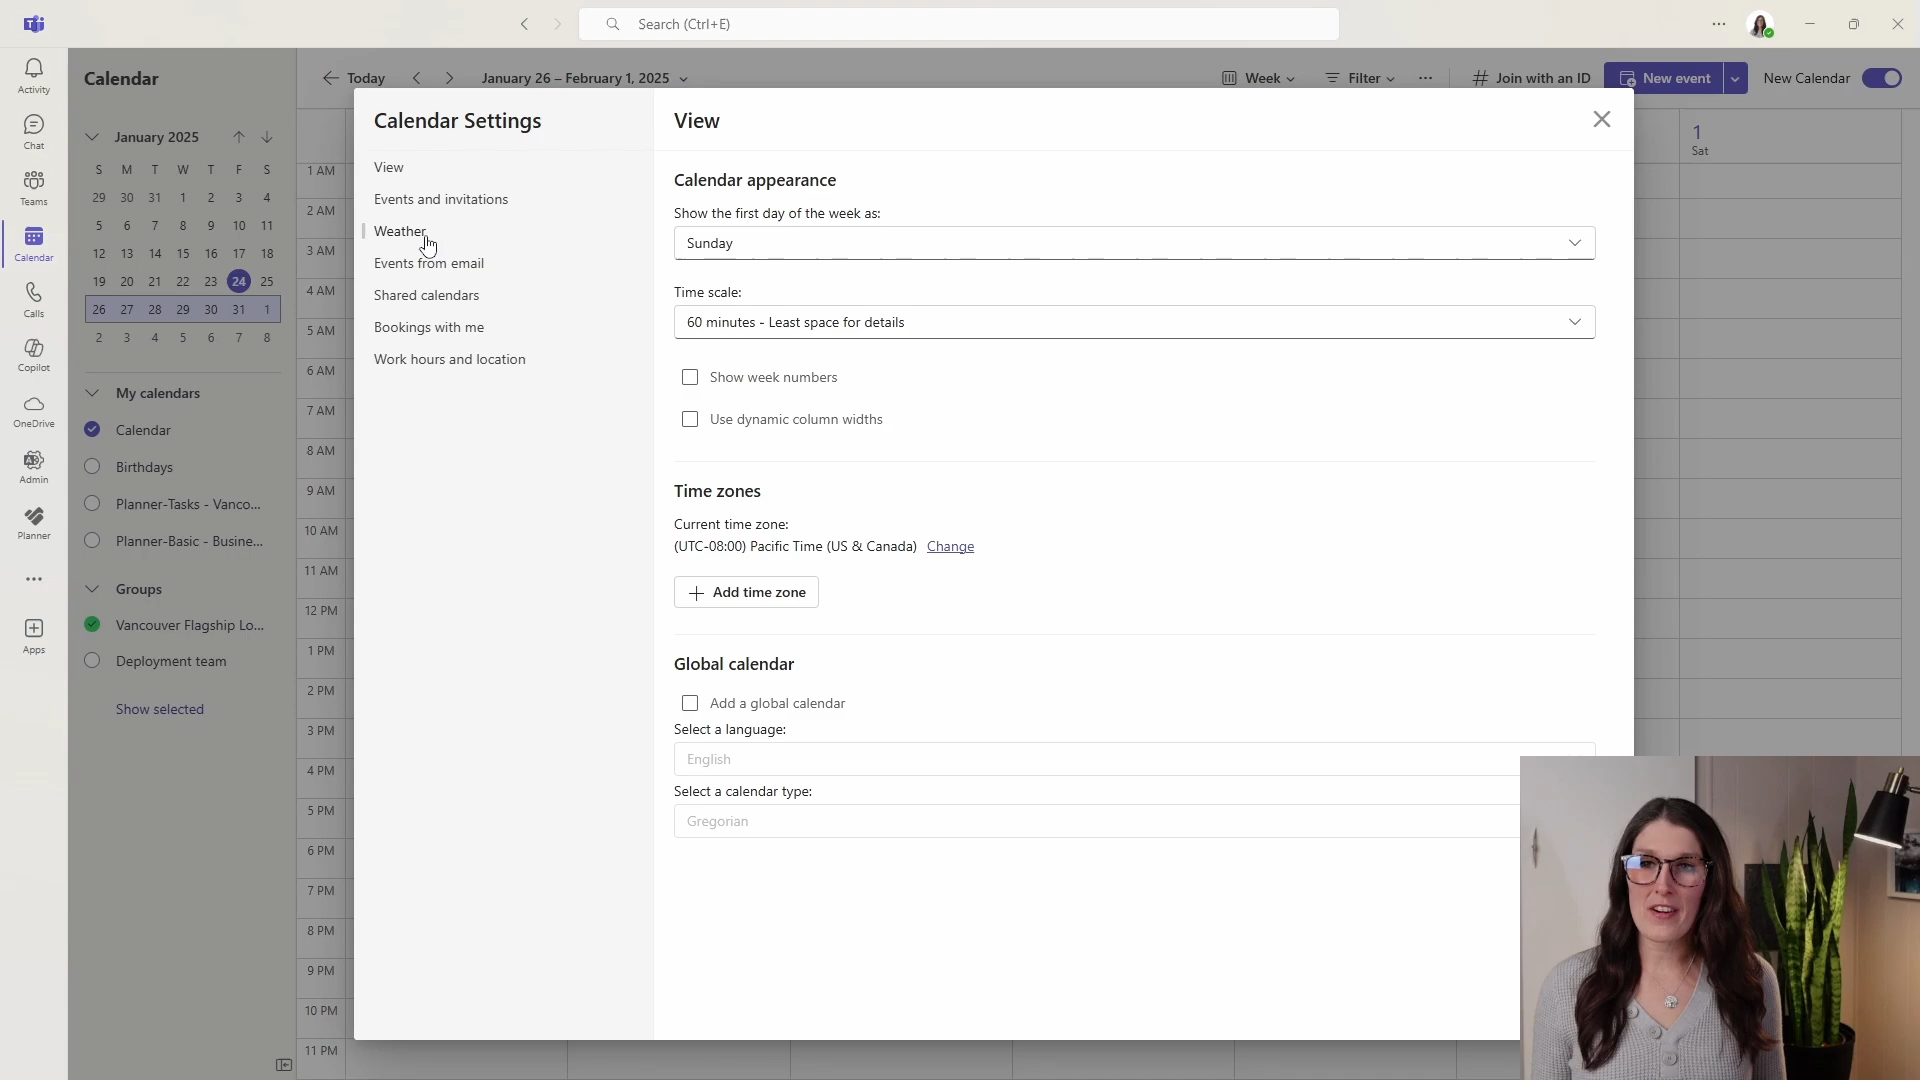 Search (Ctrl+E)
Activity
Chat
Teams
Calendar
Calls
Copilot
OneDrive
Admin
Planner
Apps
Calendar
January 2025
S M T W T F S
29 30 31 1 2 3 4
5 6 7 8 9 10 11
12 13 14 15 16 17 18
19 20 21 22 23 24 25
26 27 28 29 30 31 1
2 3 4 5 6 7 8
My calendars
Calendar
Birthdays
Planner-Tasks - Vanco...
Planner-Basic - Busine...
Groups
Vancouver Flagship Lo...
Deployment team
Show selected
Today January 26 – February 1, 2025 Week Filter Join with an ID New event New Calendar
1
Sat
1 AM
2 AM
3 AM
4 AM
5 AM
6 AM
7 AM
8 AM
9 AM
10 AM
11 AM
12 PM
1 PM
2 PM
3 PM
4 PM
5 PM
6 PM
7 PM
8 PM
9 PM
10 PM
11 PM
Calendar Settings
View
Events and invitations
Weather
Events from email
Shared calendars
Bookings with me
Work hours and location
View
Calendar appearance
Show the first day of the week as:
Sunday
Time scale:
60 minutes - Least space for details
Show week numbers
Use dynamic column widths
Time zones
Current time zone:
(UTC-08:00) Pacific Time (US & Canada) Change
Add time zone
Global calendar
Add a global calendar
Select a language:
English
Select a calendar type:
Gregorian